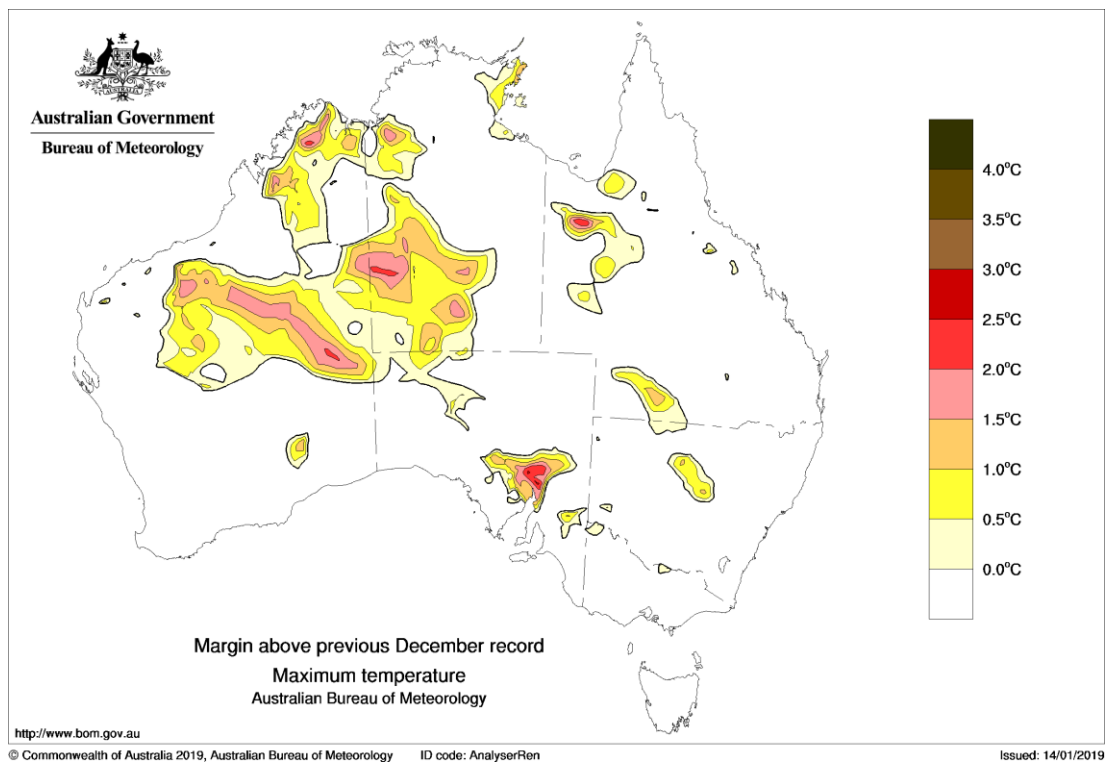 AUSTRALIA
Australian Government
Bureau of Meteorology
4.0°C
3.5°C
3.0°C
2.5°C
2.0°C
1.5°C
1.0°C
0.5°C
0.0°C
Margin above previous December record
Maximum temperature
Australian Bureau of Meteorology
http://www.bom.gov.au
© Commonwealth of Australia 2019, Australian Bureau of Meteorology ID code: AnalyserRen Issued: 14/01/2019